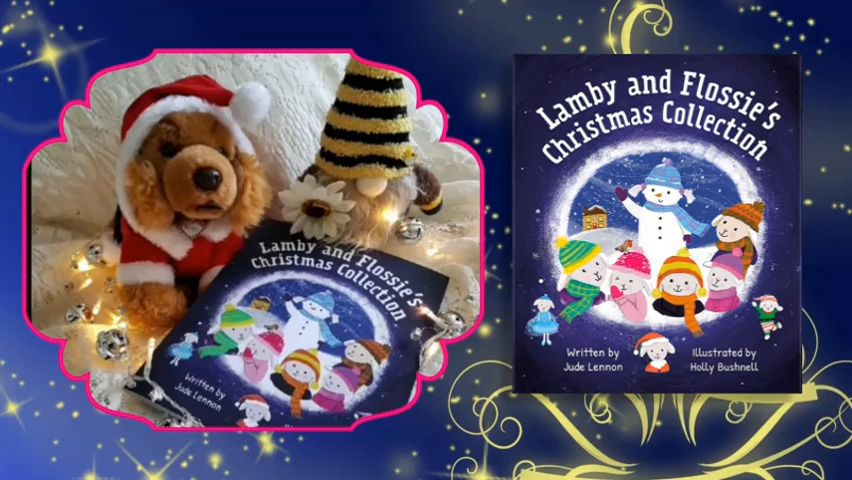 Lamby and Flossie's
Christmas Collection
Written by
Jude Lennon
Lamby and Flossie's
Christmas Collection
Written by
Jude Lennon
Illustrated by
Holly Bushnell